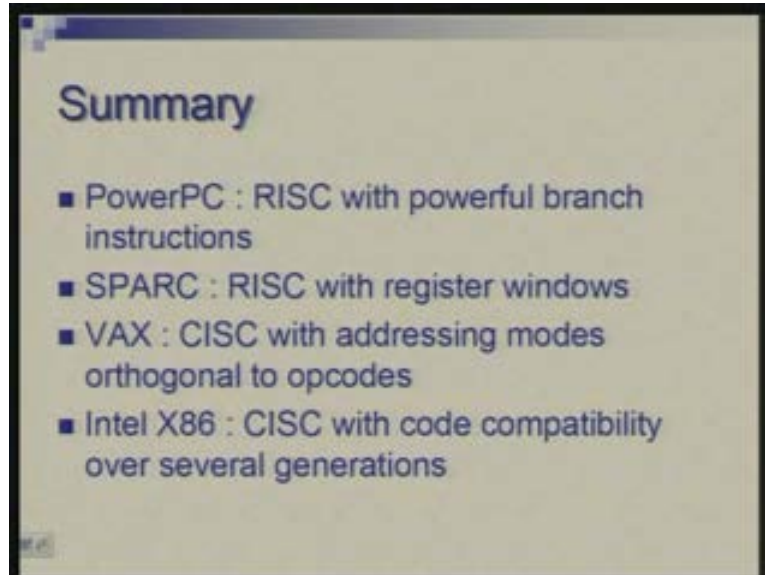 Summary
PowerPC : RISC with powerful branch
instructions
SPARC : RISC with register windows
VAX : CISC with addressing modes
orthogonal to opcodes
Intel X86 : CISC with code compatibility
over several generations